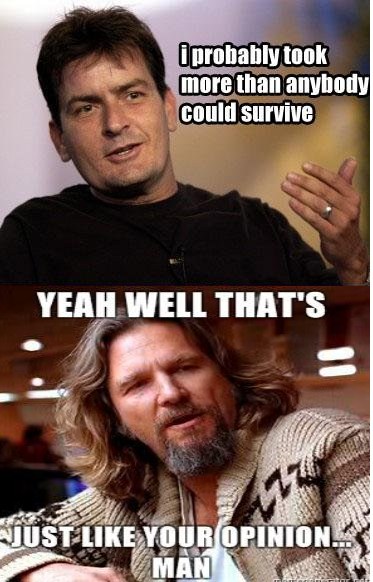 i probably took
more than anybody
could survive
YEAH WELL THAT'S
JUST LIKE YOUR OPINION...
MAN